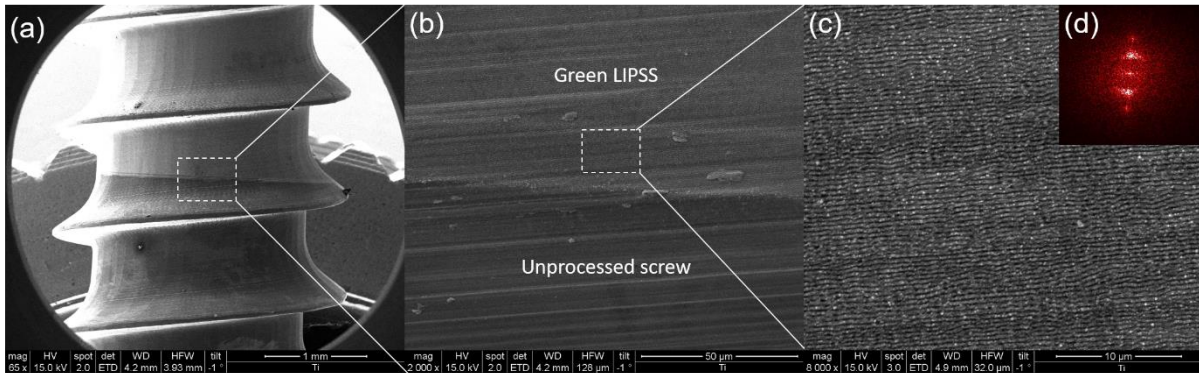 (a)
mag HV spot det WD HFW tilt 1 mm
65 x 15.0 kV 2.0 ETD 4.2 mm 3.93 mm -1 ° Ti
(b)
Green LIPSS
Unprocessed screw
mag HV spot det WD HFW tilt 50 µm
2 000 x 15.0 kV 2.0 ETD 4.2 mm 128 µm -1 ° Ti
(c)
mag HV spot det WD HFW tilt 10 µm
8 000 x 15.0 kV 3.0 ETD 4.9 mm 32.0 µm -1 ° Ti
(d)